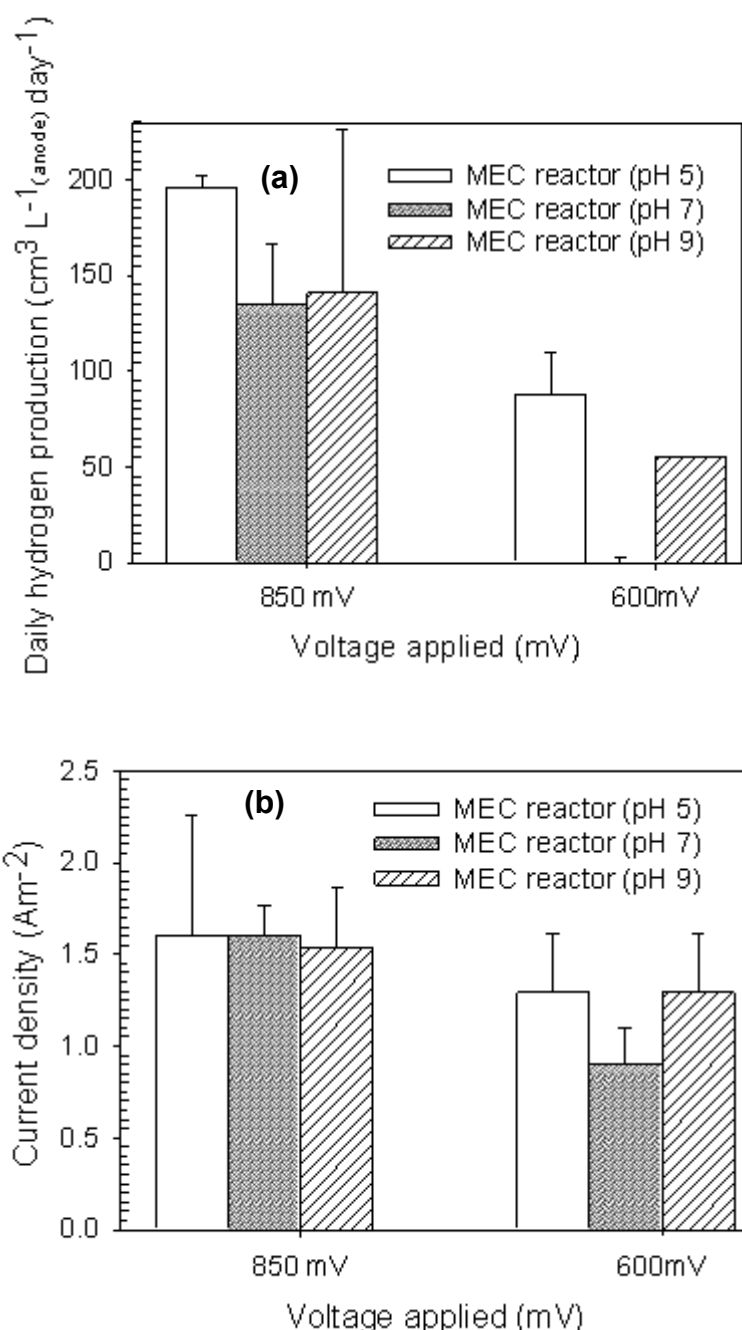 Daily hydrogen production (cm³ L⁻¹(anode) day⁻¹)
(a)
MEC reactor (pH 5)
MEC reactor (pH 7)
MEC reactor (pH 9)
200
150
100
50
0
850 mV
600mV
Voltage applied (mV)
Current density (Am⁻²)
(b)
MEC reactor (pH 5)
MEC reactor (pH 7)
MEC reactor (pH 9)
2.5
2.0
1.5
1.0
0.5
0.0
850 mV
600mV
Voltage applied (mV)